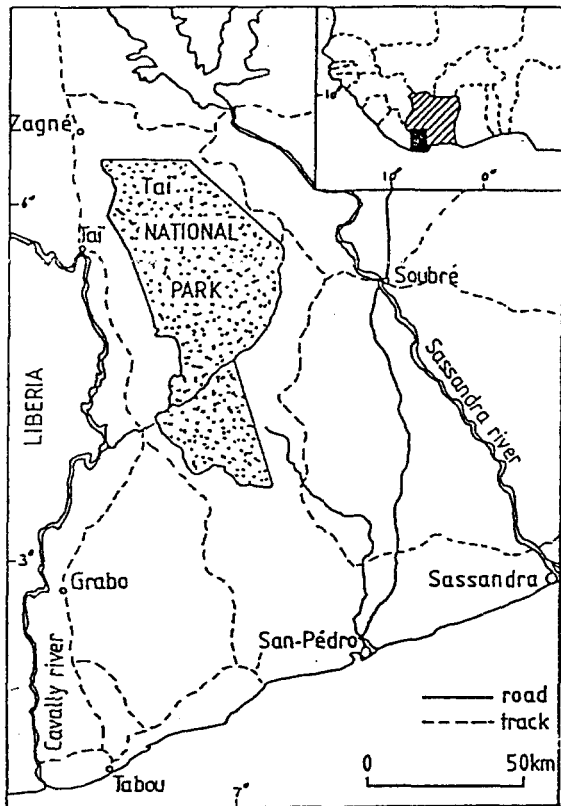 Zagné
6°
Taï
Taï
NATIONAL
PARK
Soubré
LIBERIA
Sassandra river
3°
Grabo
Sassandra
San-Pédro
Cavally river
road
track
0 50km
Tabou
7°
10°
0°